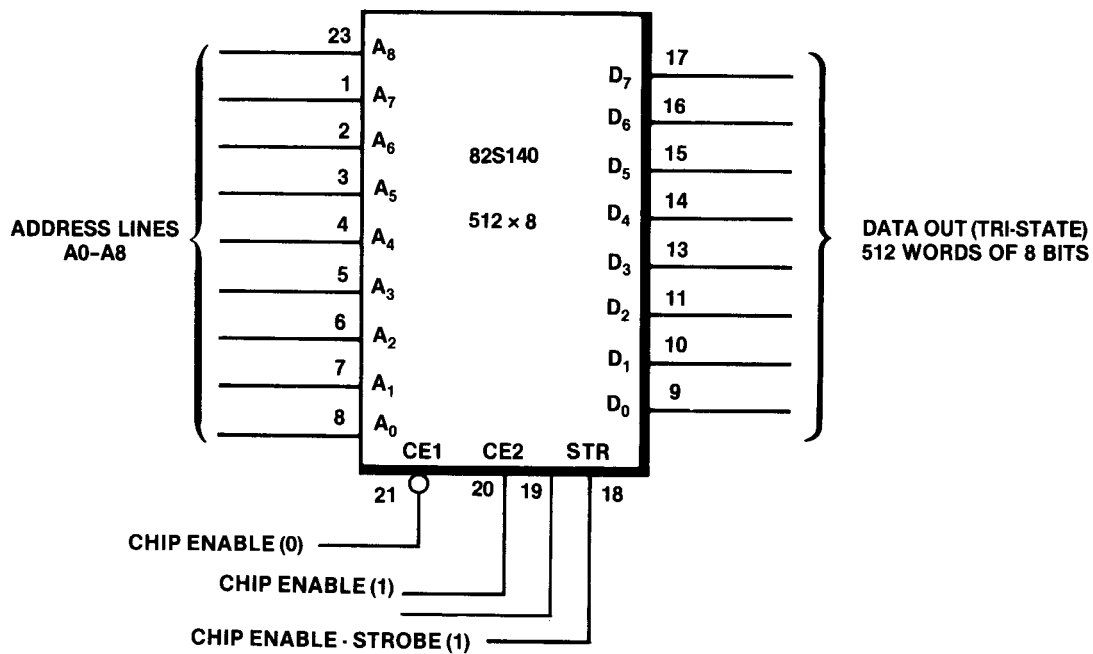 23 A₈
1 A₇
2 A₆
3 A₅
4 A₄
5 A₃
6 A₂
7 A₁
8 A₀
ADDRESS LINES
A0–A8
82S140
512 × 8
D₇ 17
D₆ 16
D₅ 15
D₄ 14
D₃ 13
D₂ 11
D₁ 10
D₀ 9
DATA OUT (TRI-STATE)
512 WORDS OF 8 BITS
CE1 CE2 STR
21 20 19 18
CHIP ENABLE (0)
CHIP ENABLE (1)
CHIP ENABLE · STROBE (1)